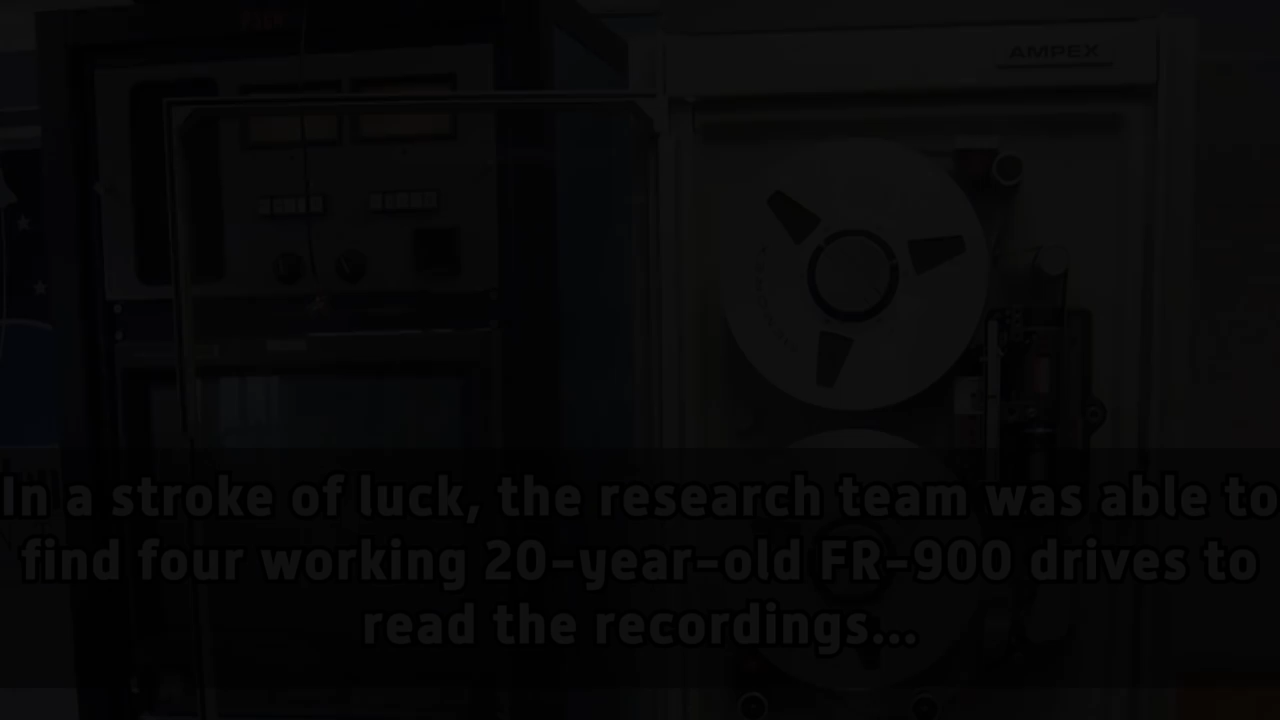 AMPEX
In a stroke of luck, the research team was able to
find four working 20-year-old FR-900 drives to
read the recordings...